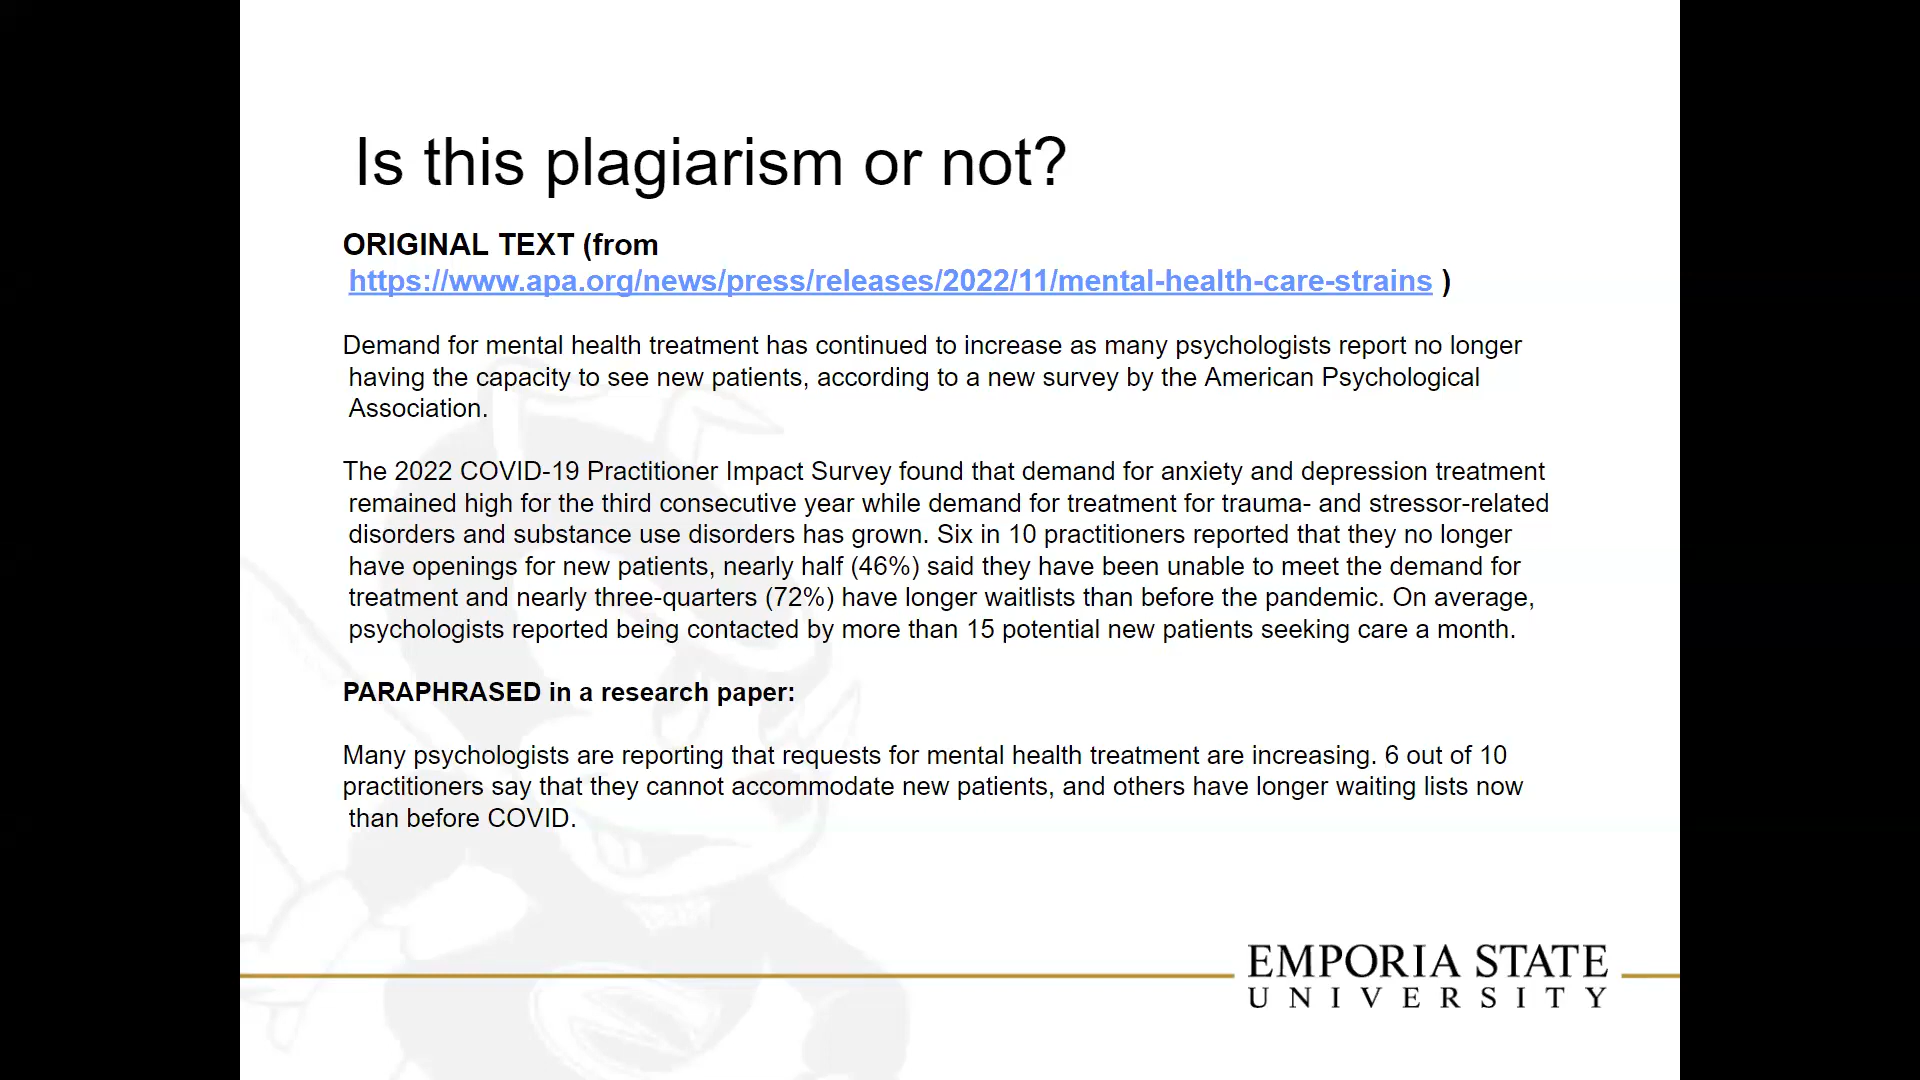 Is this plagiarism or not?
ORIGINAL TEXT (from
https://www.apa.org/news/press/releases/2022/11/mental-health-care-strains )
Demand for mental health treatment has continued to increase as many psychologists report no longer
having the capacity to see new patients, according to a new survey by the American Psychological
Association.
The 2022 COVID-19 Practitioner Impact Survey found that demand for anxiety and depression treatment
remained high for the third consecutive year while demand for treatment for trauma- and stressor-related
disorders and substance use disorders has grown. Six in 10 practitioners reported that they no longer
have openings for new patients, nearly half (46%) said they have been unable to meet the demand for
treatment and nearly three-quarters (72%) have longer waitlists than before the pandemic. On average,
psychologists reported being contacted by more than 15 potential new patients seeking care a month.
PARAPHRASED in a research paper:
Many psychologists are reporting that requests for mental health treatment are increasing. 6 out of 10
practitioners say that they cannot accommodate new patients, and others have longer waiting lists now
than before COVID.
EMPORIA STATE
UNIVERSITY